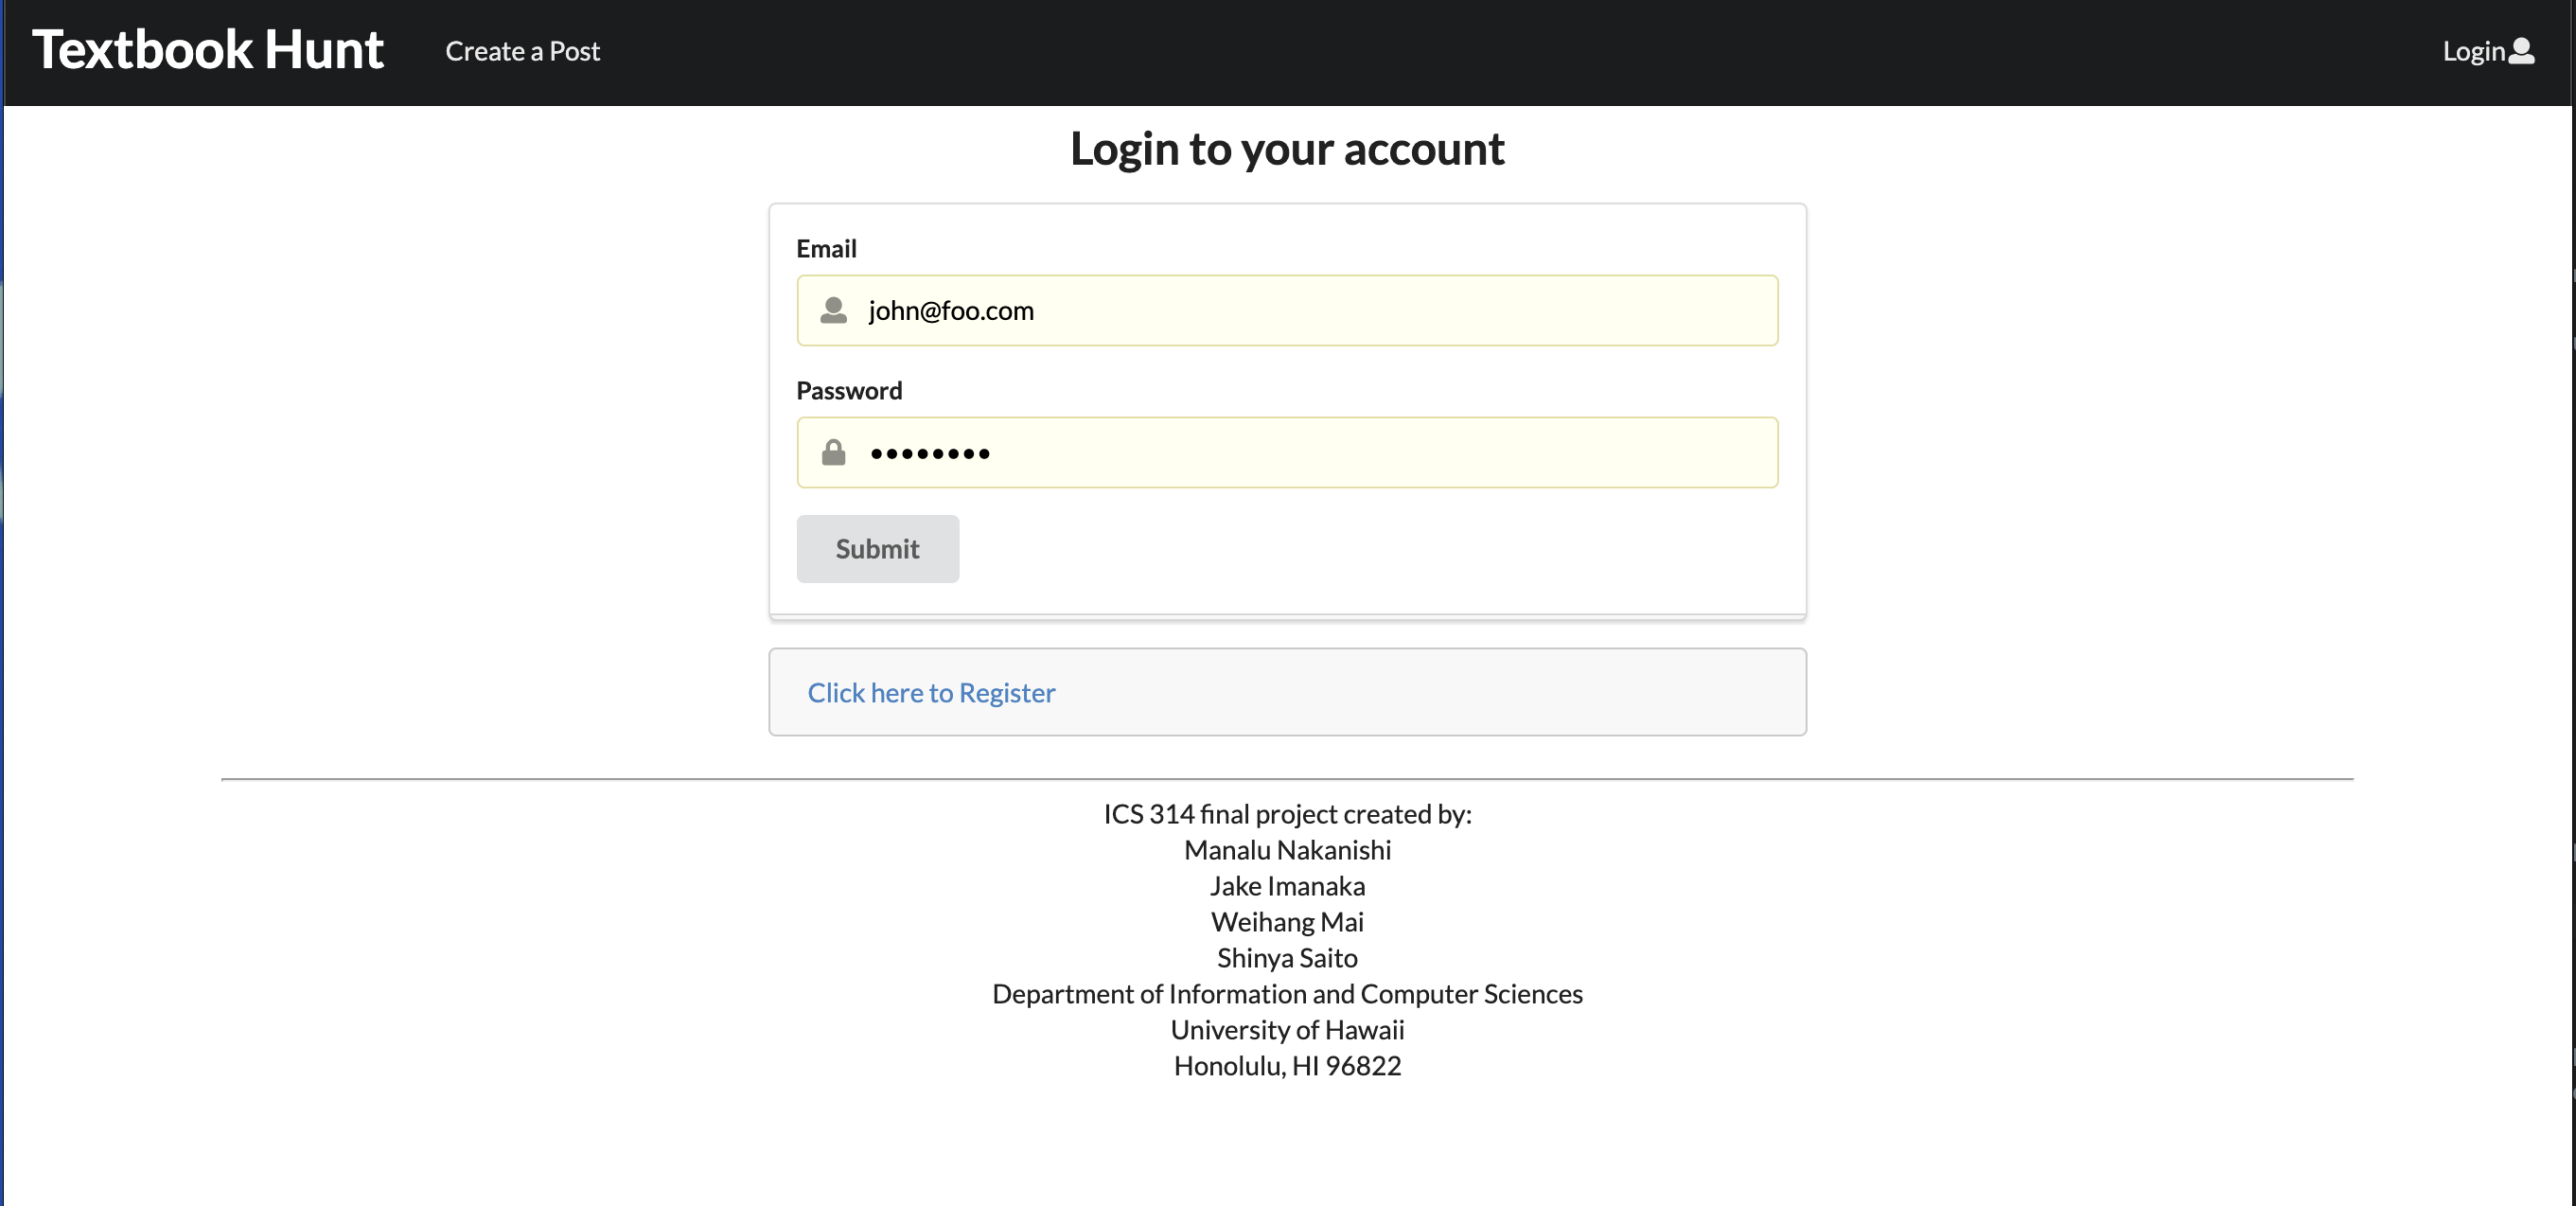 Textbook Hunt Create a Post Login
Login to your account
Email
john@foo.com
Password
••••••••
Submit
Click here to Register
ICS 314 final project created by:
Manalu Nakanishi
Jake Imanaka
Weihang Mai
Shinya Saito
Department of Information and Computer Sciences
University of Hawaii
Honolulu, HI 96822